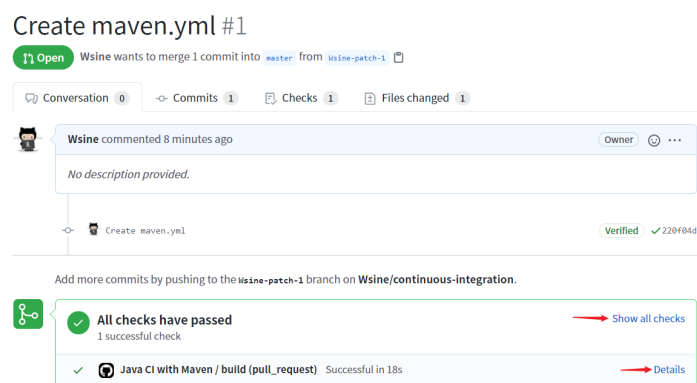 Create maven.yml #1
Open Wsine wants to merge 1 commit into master from Wsine-patch-1
Conversation 0 Commits 1 Checks 1 Files changed 1
Wsine commented 8 minutes ago Owner
No description provided.
Create maven.yml Verified 220f04d
Add more commits by pushing to the Wsine-patch-1 branch on Wsine/continuous-integration.
All checks have passed Show all checks
1 successful check
Java CI with Maven / build (pull_request) Successful in 18s Details